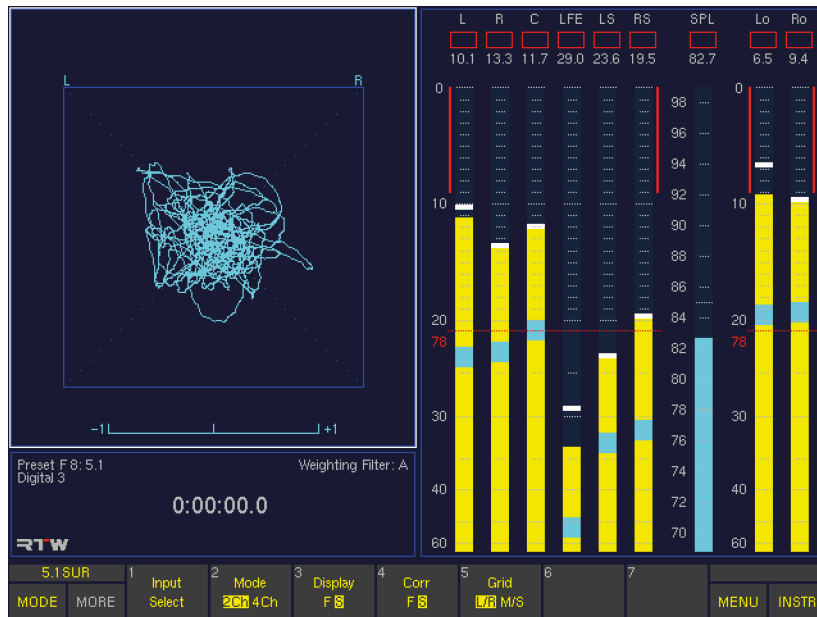 L R C LFE LS RS SPL Lo Ro
10.1 13.3 11.7 29.0 23.6 19.5 82.7 6.5 9.4
L R
0 0
98
96
94
92
10 10
90
88
86
20 84 20
78 82 78
80
30 78 30
76
-1 +1
74
40 72 40
70
60 60
Preset F 8: 5.1 Weighting Filter: A
Digital 3
0:00:00.0
RTW
5.1SUR 1 2 3 4 5 6 7
Input Mode Display Corr Grid
MODE MORE Select 2Ch 4Ch F S F S L/R M/S MENU INSTR